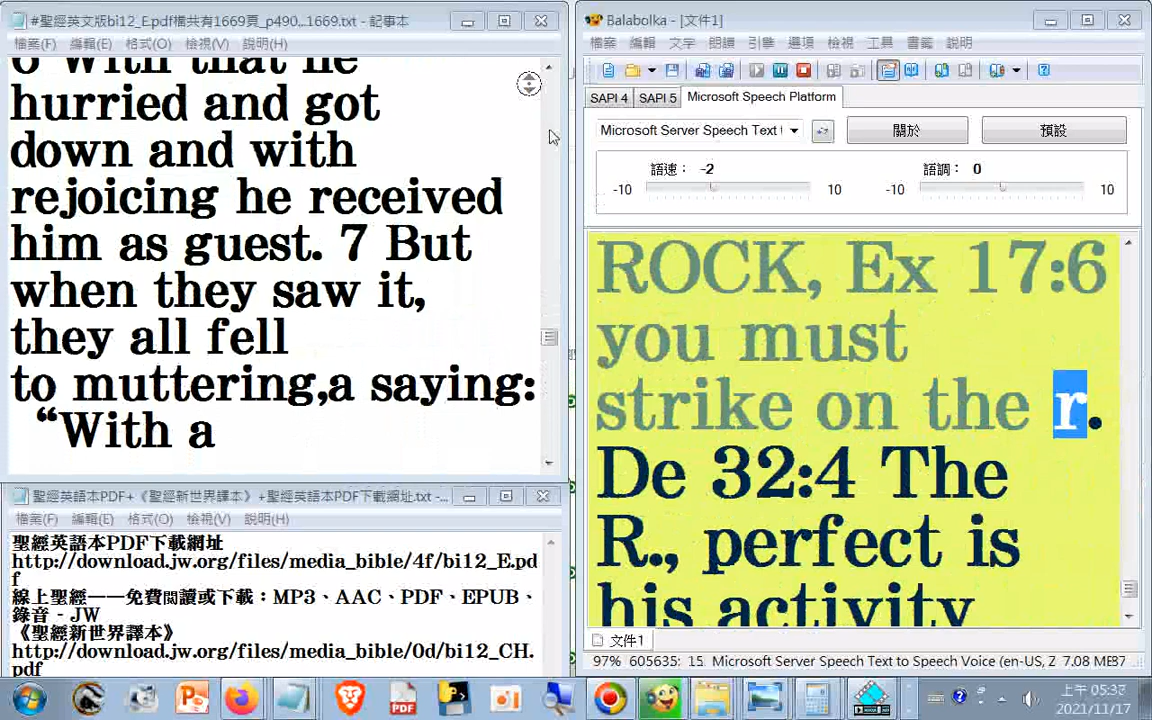 #聖經英文版bi12_E.pdf橫共有1669頁_p490,..1669.txt - 記事本
檔案(F) 編輯(E) 格式(O) 檢視(V) 說明(H)
6 With that he
hurried and got
down and with
rejoicing he received
him as guest. 7 But
when they saw it,
they all fell
to muttering,a saying:
“With a
聖經英語本PDF+《聖經新世界譯本》+聖經英語本PDF下載網址.txt -...
檔案(F) 編輯(E) 格式(O) 檢視(V) 說明(H)
聖經英語本PDF下載網址
http://download.jw.org/files/media_bible/4f/bi12_E.pd
f
線上聖經——免費閱讀或下載：MP3、AAC、PDF、EPUB、
錄音 - JW
《聖經新世界譯本》
http://download.jw.org/files/media_bible/0d/bi12_CH.
pdf
Balabolka - [文件1]
檔案 編輯 文字 朗讀 引擎 選項 檢視 工具 書籤 說明
SAPI 4 SAPI 5 Microsoft Speech Platform
Microsoft Server Speech Text 關於 預設
語速： -2 語調： 0
-10 10 -10 10
ROCK, Ex 17:6
you must
strike on the r.
De 32:4 The
R., perfect is
his activity
文件1
97% 605635: 15 Microsoft Server Speech Text to Speech Voice (en-US, Z 7.08 MB
上午 05:37
2021/11/17